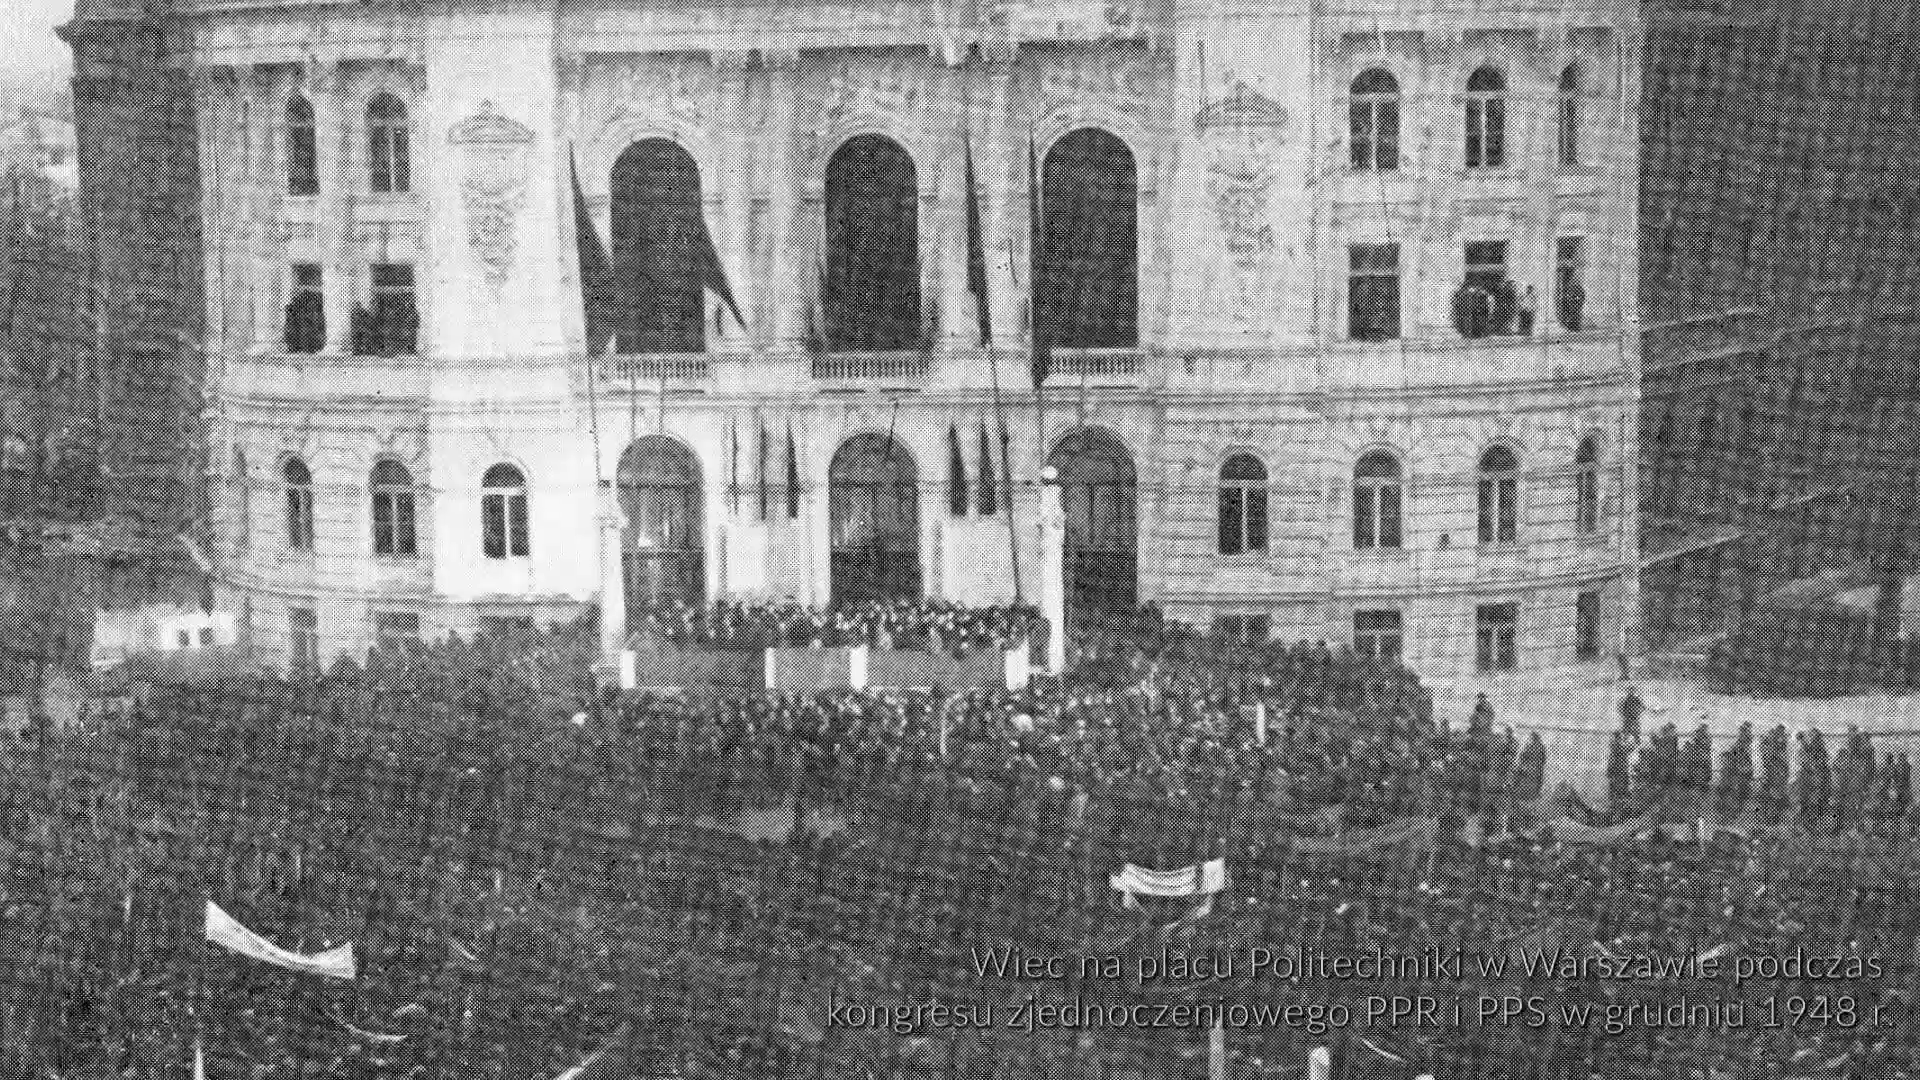 Wiec na placu Politechniki w Warszawie podczas
kongresu zjednoczeniowego PPR i PPS w grudniu 1948 r.